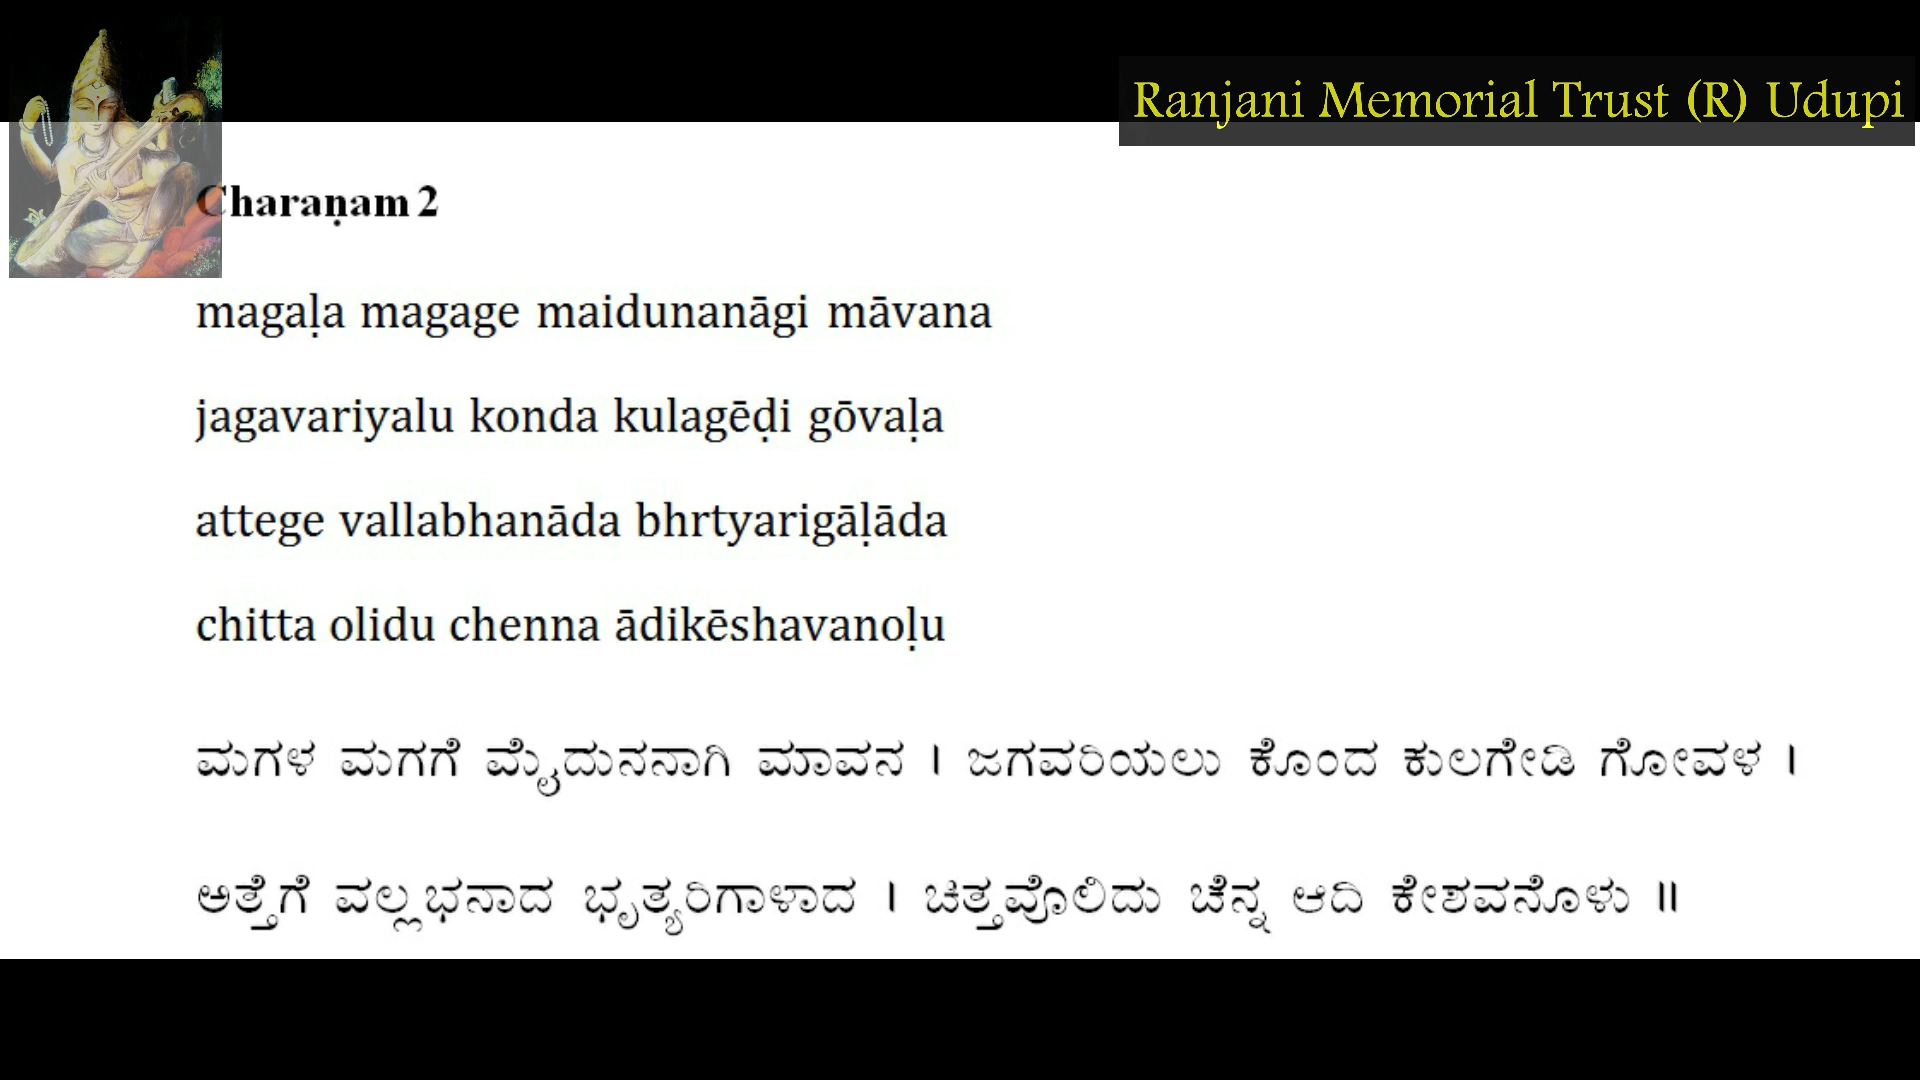 Ranjani Memorial Trust (R) Udupi
Charaṇam 2
magaḷa magage maidunanāgi māvana
jagavariyalu konda kulagēḍi gōvaḷa
attege vallabhanāda bhrtyarigāḷāda
chitta olidu chenna ādikēshavanoḷu
ಮಗಳ ಮಗಗೆ ಮೈದುನನಾಗಿ ಮಾವನ । ಜಗವರಿಯಲು ಕೊಂದ ಕುಲಗೇಡಿ ಗೋವಳ ।
ಅತ್ತೆಗೆ ವಲ್ಲಭನಾದ ಭೃತ್ಯರಿಗಾಳಾದ । ಚಿತ್ತವೊಲಿದು ಚೆನ್ನ ಆದಿ ಕೇಶವನೊಳು ॥